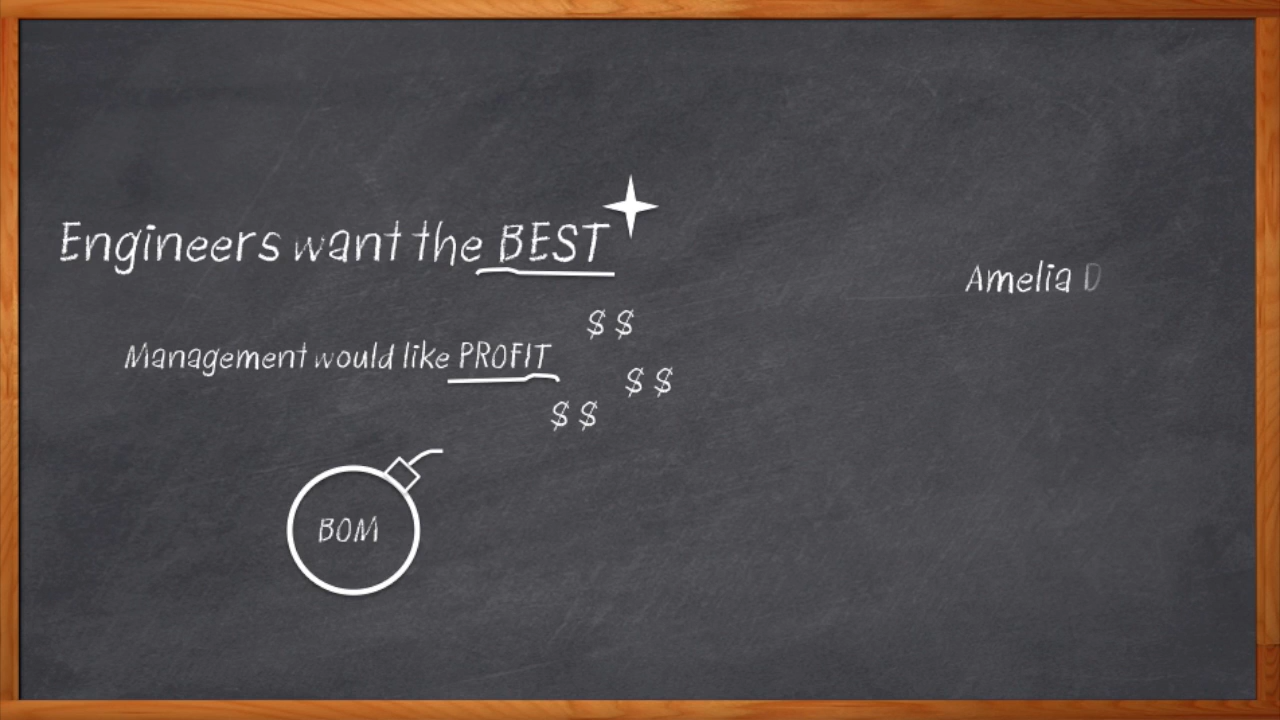 Engineers want the BEST
Amelia D
$ $
Management would like PROFIT
$ $
$ $
BOM